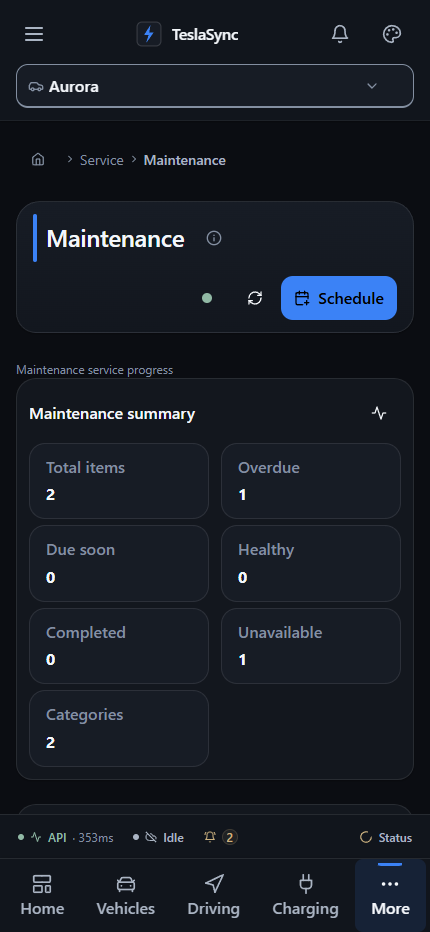 TeslaSync
Aurora
Service
Maintenance
Maintenance
Schedule
Maintenance service progress
Maintenance summary
Total items
2
Overdue
1
Due soon
0
Healthy
0
Completed
0
Unavailable
1
Categories
2
API · 353ms
Idle
2
Status
Home
Vehicles
Driving
Charging
More